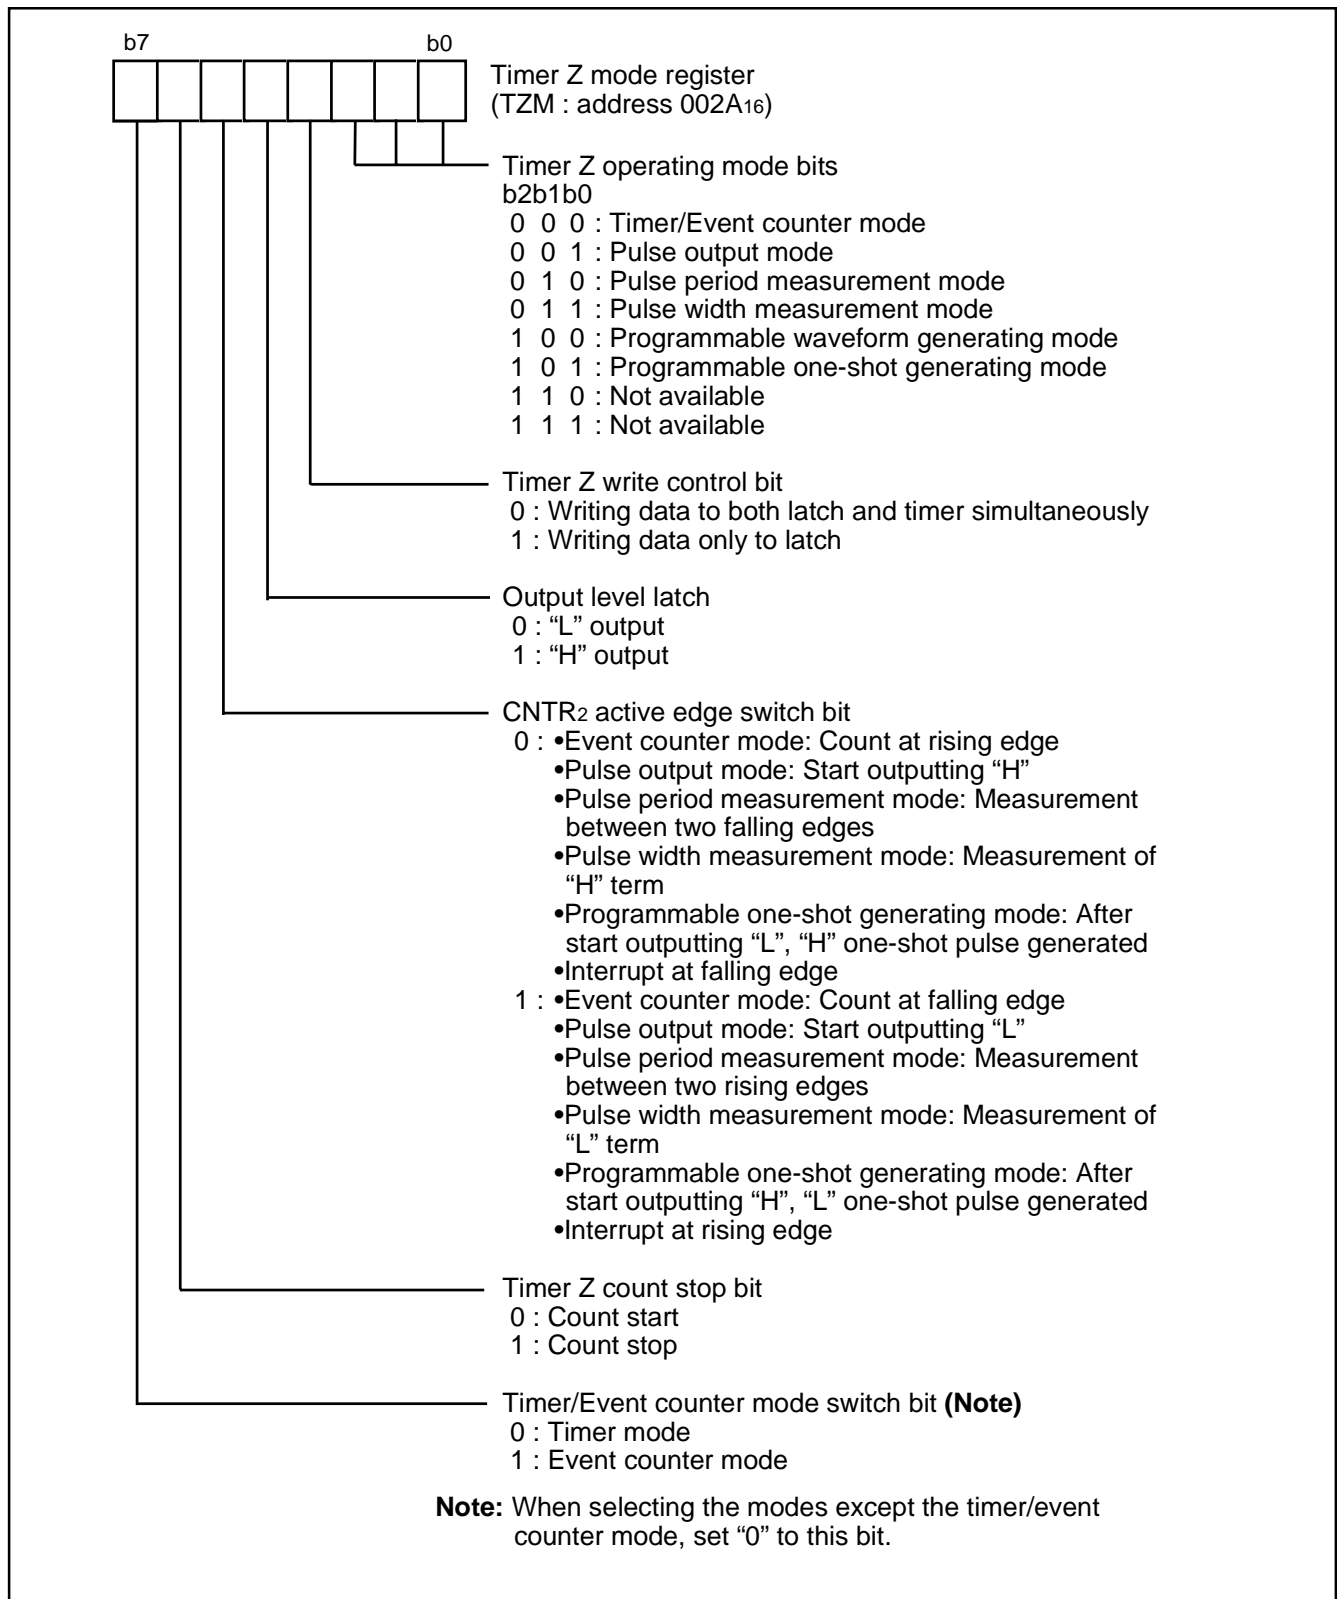 b7 b0
Timer Z mode register
(TZM : address 002A16)
Timer Z operating mode bits
b2b1b0
0 0 0 : Timer/Event counter mode
0 0 1 : Pulse output mode
0 1 0 : Pulse period measurement mode
0 1 1 : Pulse width measurement mode
1 0 0 : Programmable waveform generating mode
1 0 1 : Programmable one-shot generating mode
1 1 0 : Not available
1 1 1 : Not available
Timer Z write control bit
0 : Writing data to both latch and timer simultaneously
1 : Writing data only to latch
Output level latch
0 : “L” output
1 : “H” output
CNTR2 active edge switch bit
0 : •Event counter mode: Count at rising edge
•Pulse output mode: Start outputting “H”
•Pulse period measurement mode: Measurement
between two falling edges
•Pulse width measurement mode: Measurement of
“H” term
•Programmable one-shot generating mode: After
start outputting “L”, “H” one-shot pulse generated
•Interrupt at falling edge
1 : •Event counter mode: Count at falling edge
•Pulse output mode: Start outputting “L”
•Pulse period measurement mode: Measurement
between two rising edges
•Pulse width measurement mode: Measurement of
“L” term
•Programmable one-shot generating mode: After
start outputting “H”, “L” one-shot pulse generated
•Interrupt at rising edge
Timer Z count stop bit
0 : Count start
1 : Count stop
Timer/Event counter mode switch bit (Note)
0 : Timer mode
1 : Event counter mode
Note: When selecting the modes except the timer/event
counter mode, set “0” to this bit.